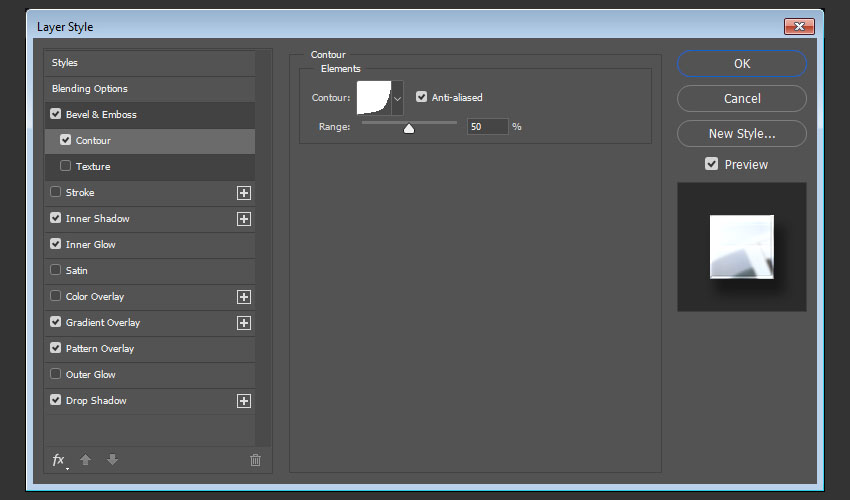 Layer Style
Styles
Blending Options
Bevel & Emboss
Contour
Texture
Stroke
Inner Shadow
Inner Glow
Satin
Color Overlay
Gradient Overlay
Pattern Overlay
Outer Glow
Drop Shadow
fx
Contour
Elements
Contour:
Anti-aliased
Range: 50 %
OK
Cancel
New Style...
Preview